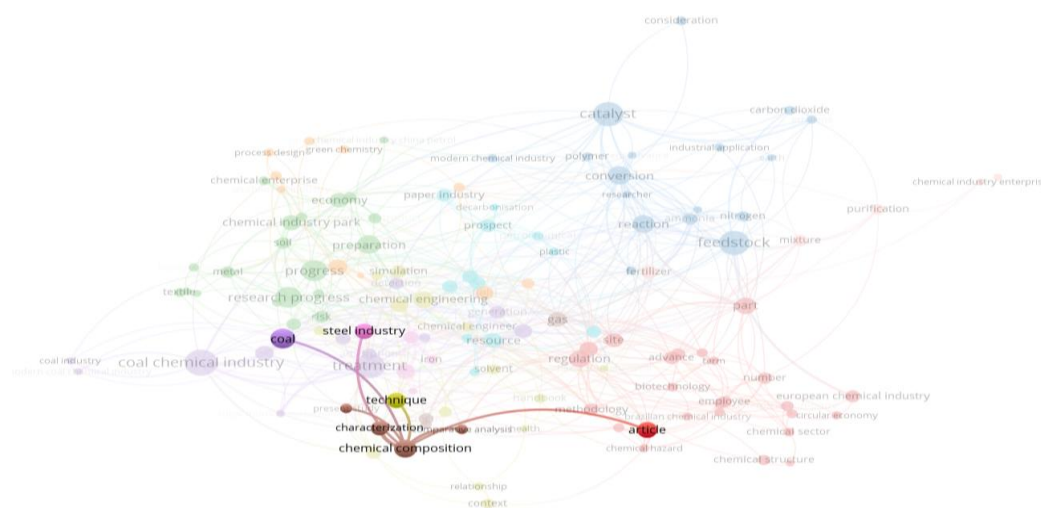 consideration
catalyst
carbon dioxide
process design
green chemistry
modern chemical industry
polymer
industrial application
chemical enterprise
conversion
chemical industry enterpris
economy
paper industry
researcher
decarbonisation
purification
chemical industry park
prospect
reaction
ammonia
nitrogen
soil
preparation
plastic
feedstock
mixture
metal
progress
simulation
fertilizer
textile
research progress
chemical engineering
part
risk
generation
gas
coal
steel industry
chemical engineer
resource
site
coal industry
coal chemical industry
treatment
iron
solvent
regulation
advance
farm
number
biotechnology
technique
handbook
employee
european chemical industry
methodology
brazilian chemical industry
circular economy
characterization
health
article
chemical sector
chemical composition
chemical hazard
chemical structure
relationship
context